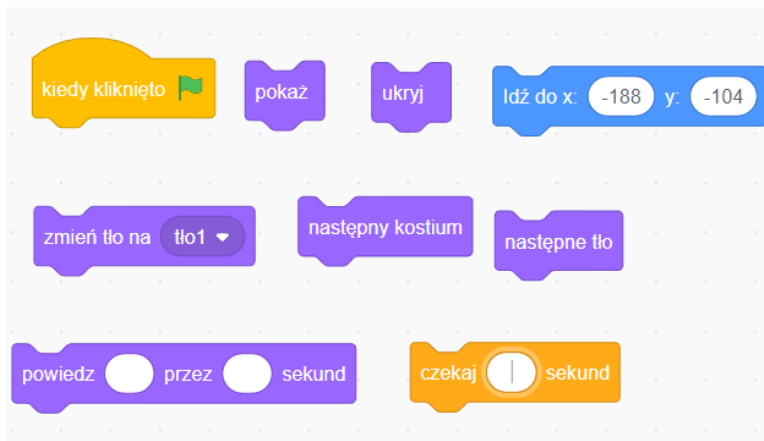 kiedy kliknięto
pokaż
ukryj
Idź do x: -188 y: -104
zmień tło na tło1
następny kostium
następne tło
powiedz przez sekund
czekaj sekund